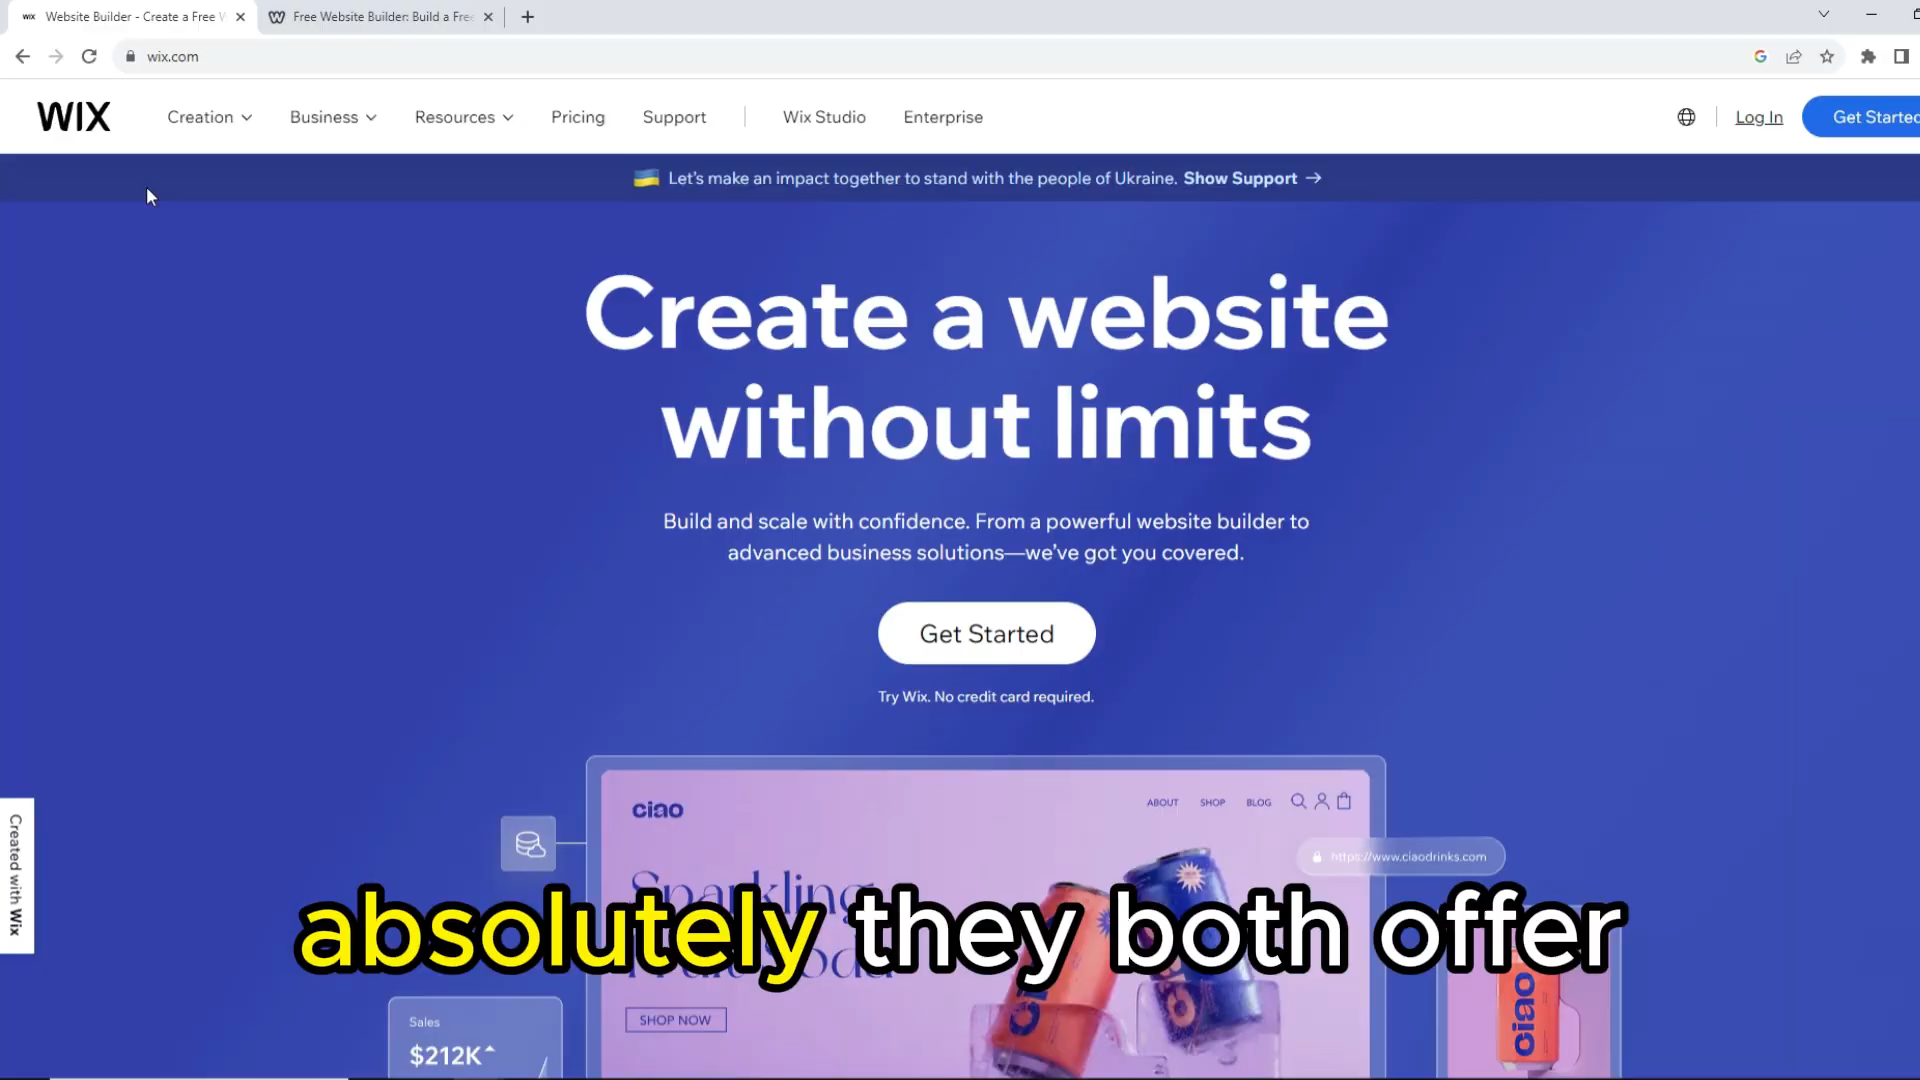 WIX Website Builder - Create a Free W
Free Website Builder: Build a Free
wix.com
WIX
Creation
Business
Resources
Pricing
Support
Wix Studio
Enterprise
Log In
Get Started
Let's make an impact together to stand with the people of Ukraine. Show Support →
Create a website
without limits
Build and scale with confidence. From a powerful website builder to
advanced business solutions—we've got you covered.
Get Started
Try Wix. No credit card required.
Created with Wix
ciao
ABOUT SHOP BLOG
https://www.ciaodrinks.com
Sparkling
absolutely they both offer
SHOP NOW
Sales
$212K
ciao